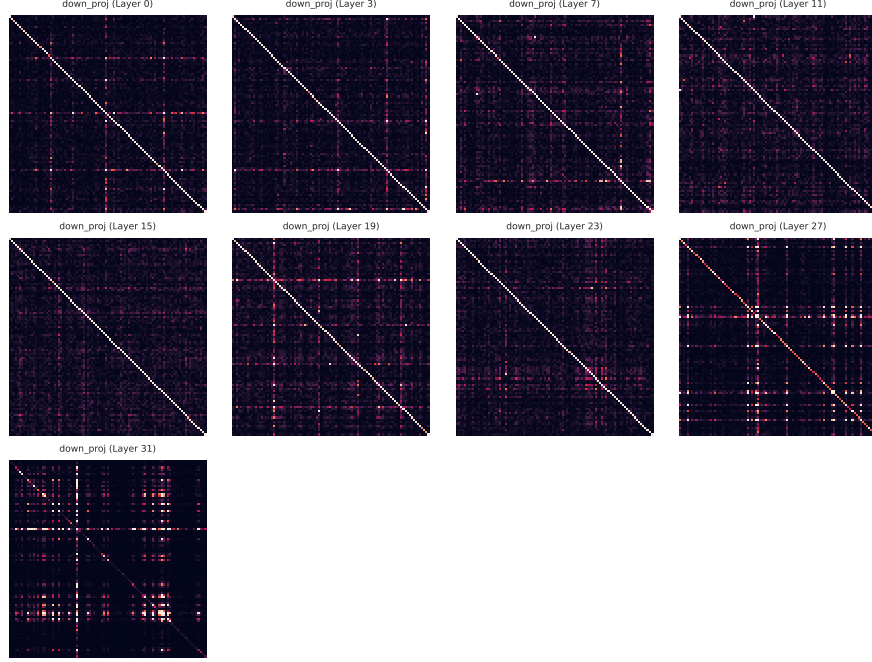 down_proj (Layer 0)
down_proj (Layer 3)
down_proj (Layer 7)
down_proj (Layer 11)
down_proj (Layer 15)
down_proj (Layer 19)
down_proj (Layer 23)
down_proj (Layer 27)
down_proj (Layer 31)